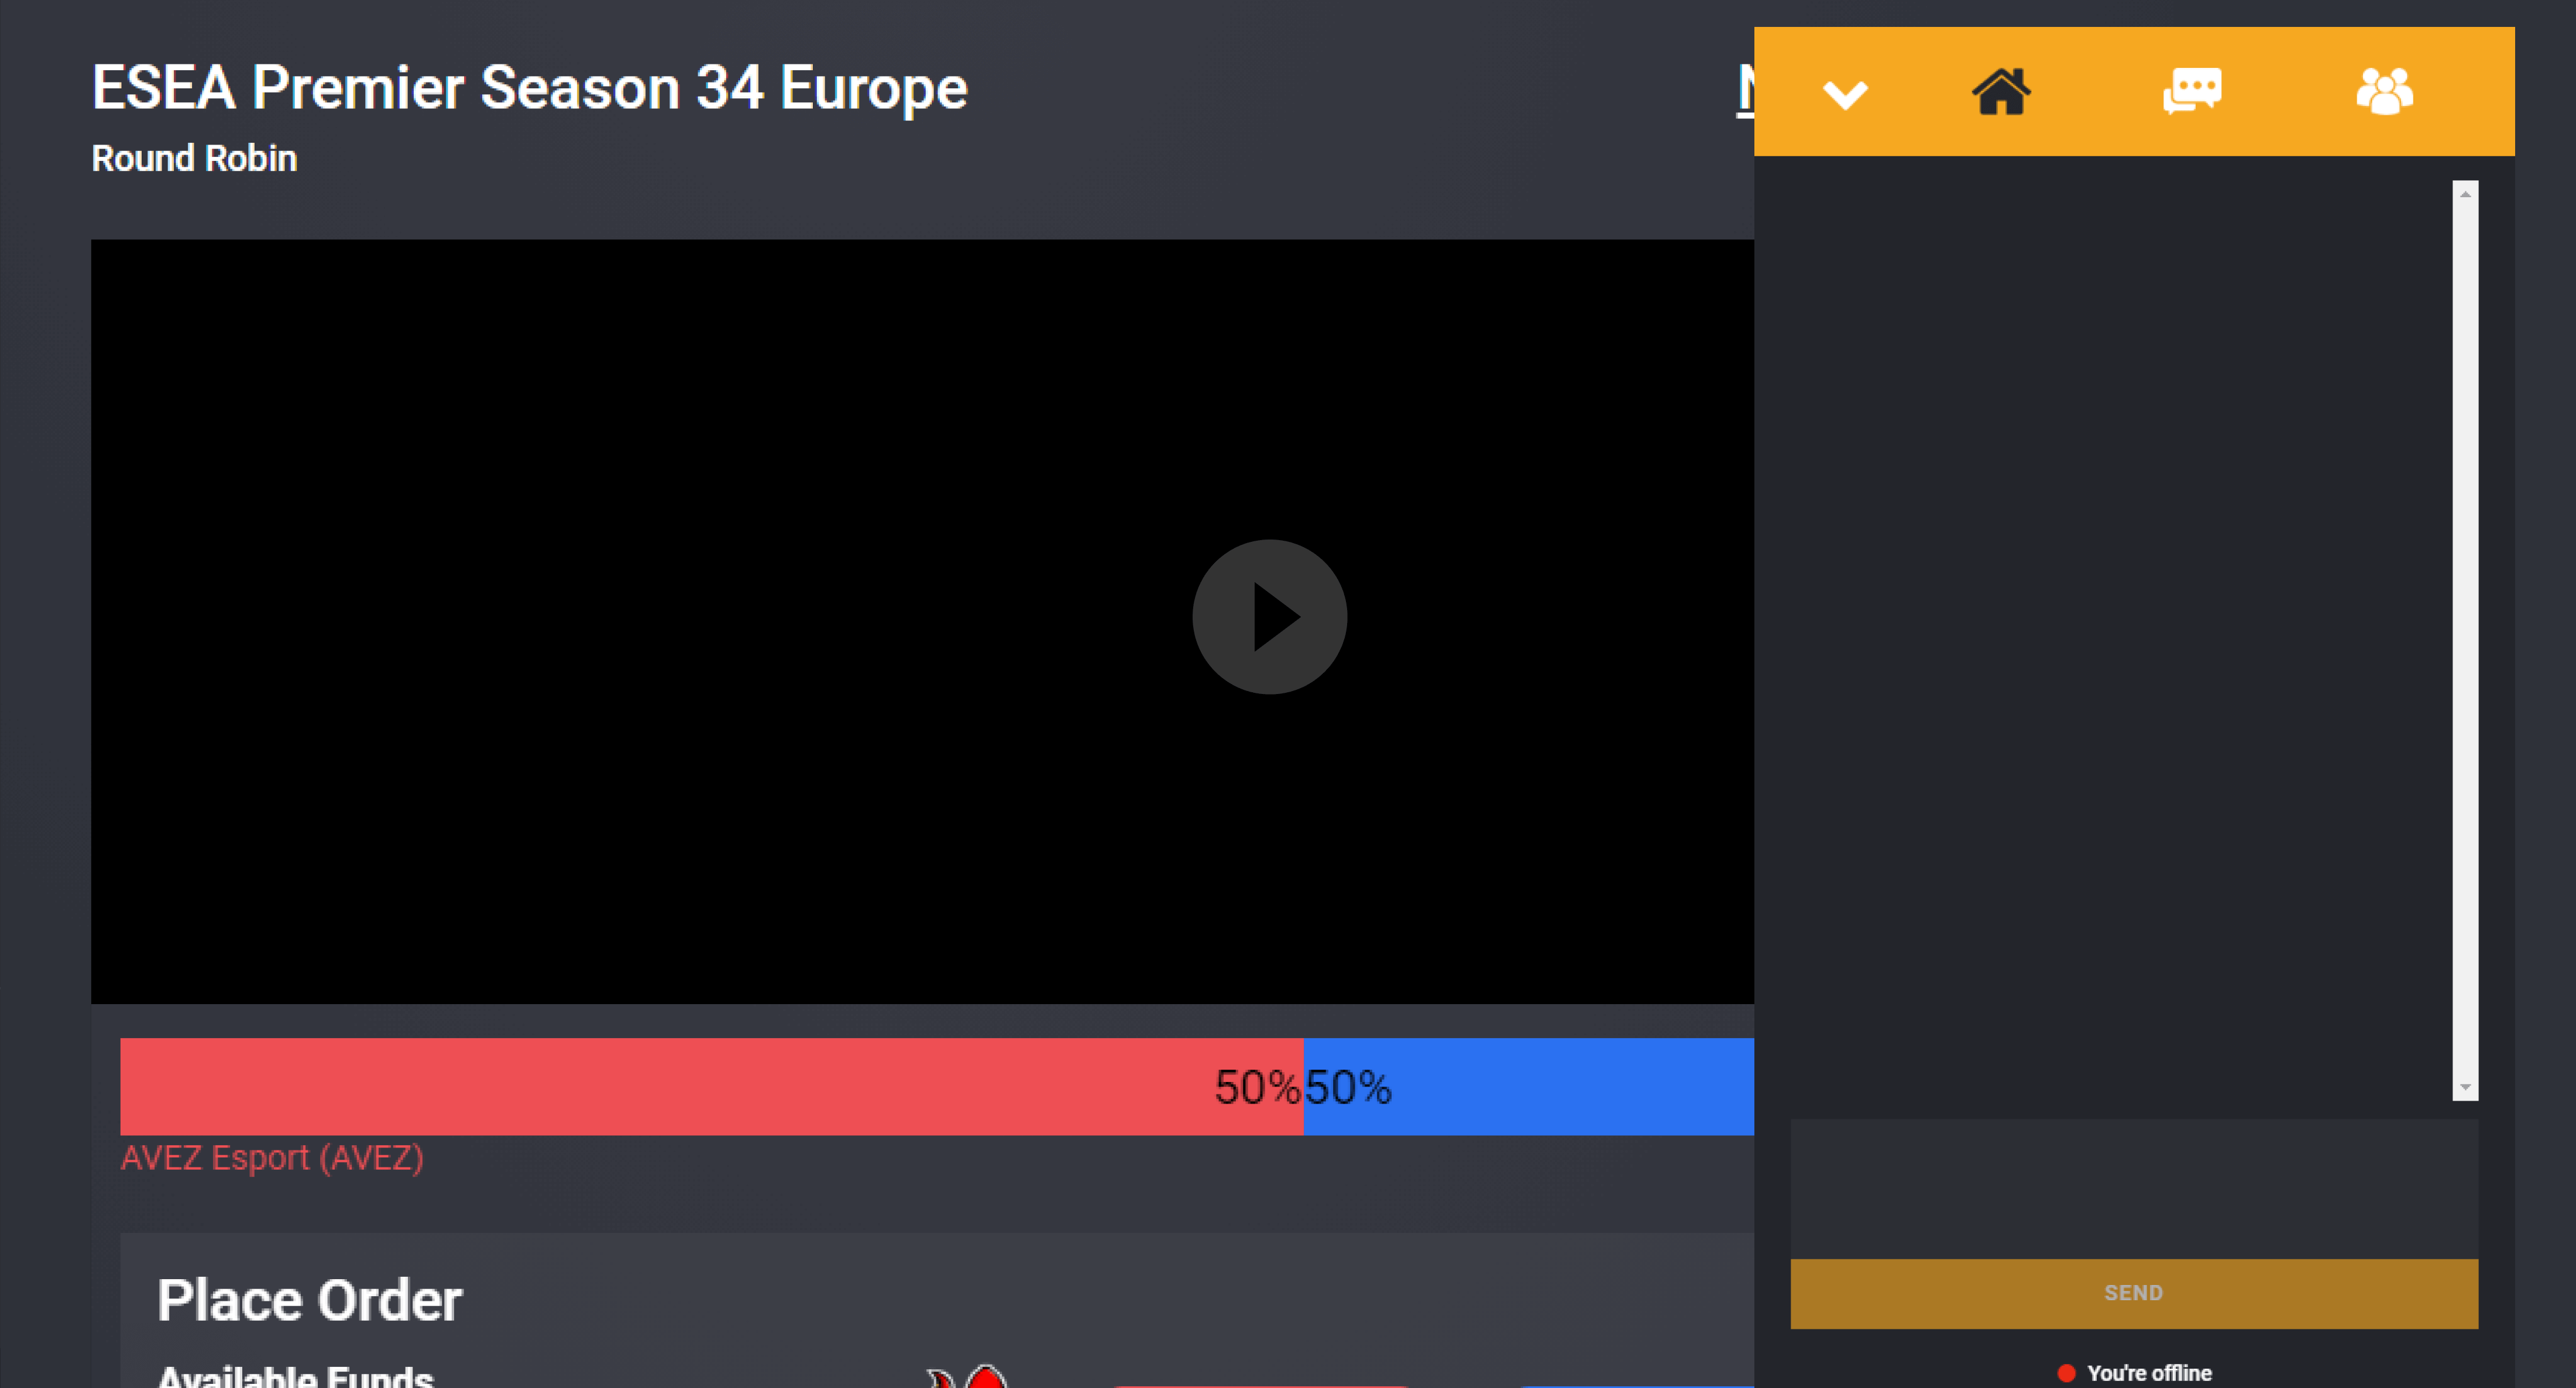 ESEA Premier Season 34 Europe
Round Robin
50%50%
AVEZ Esport (AVEZ)
Place Order
Available Funds
SEND
You're offline